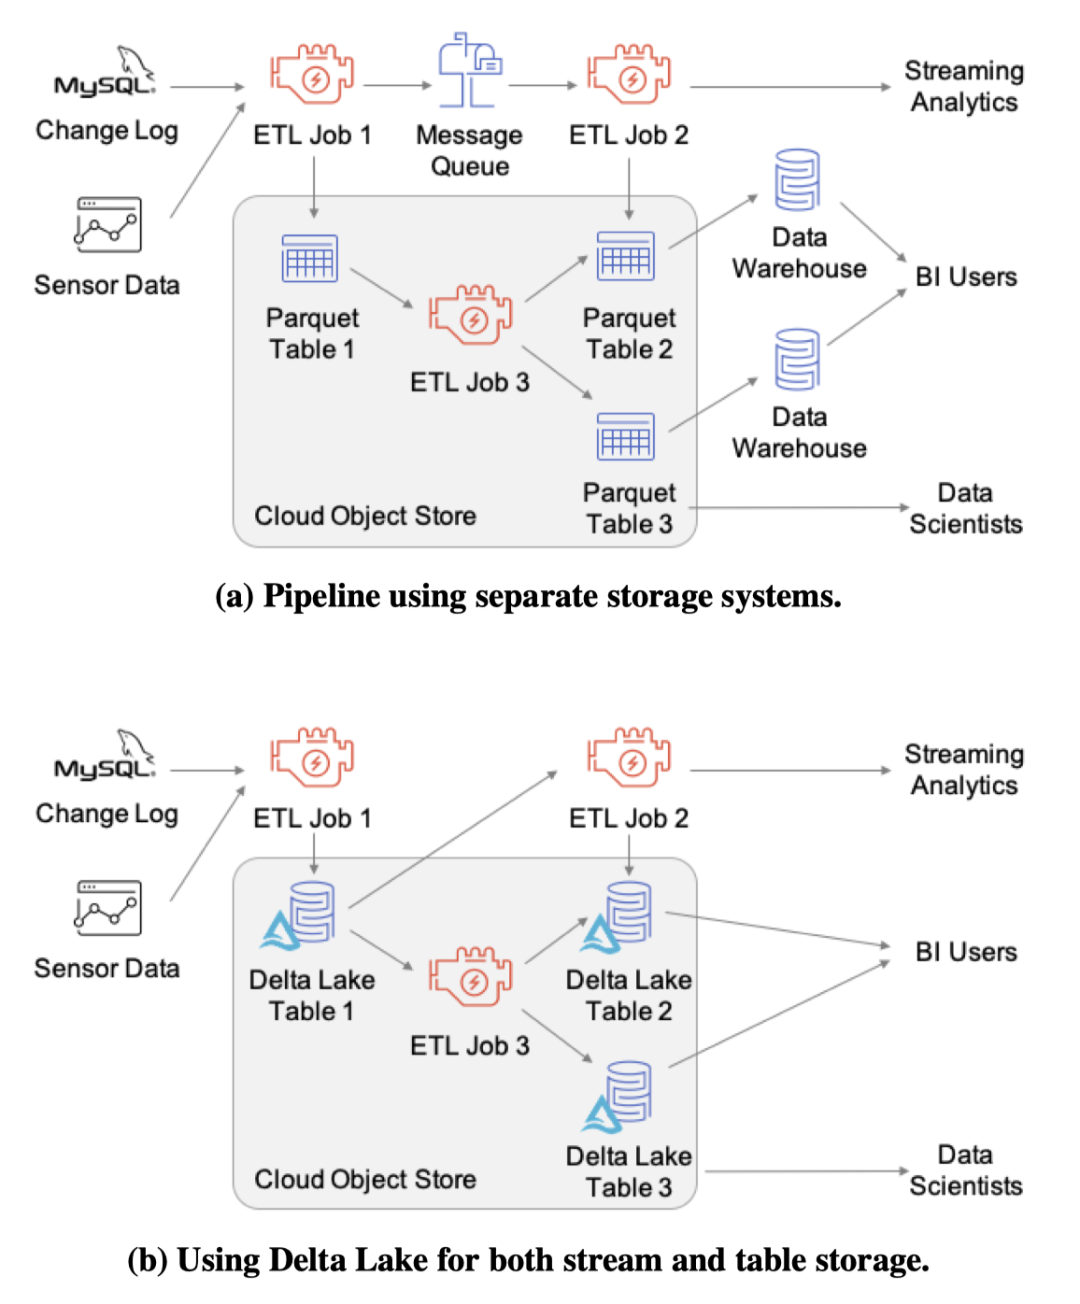 MySQL.
Change Log
ETL Job 1
Message
Queue
ETL Job 2
Streaming
Analytics
Sensor Data
Parquet
Table 1
ETL Job 3
Parquet
Table 2
Data
Warehouse
BI Users
Data
Warehouse
Parquet
Table 3
Data
Scientists
Cloud Object Store
(a) Pipeline using separate storage systems.
MySQL.
Change Log
ETL Job 1
ETL Job 2
Streaming
Analytics
Sensor Data
Delta Lake
Table 1
ETL Job 3
Delta Lake
Table 2
BI Users
Delta Lake
Table 3
Data
Scientists
Cloud Object Store
(b) Using Delta Lake for both stream and table storage.